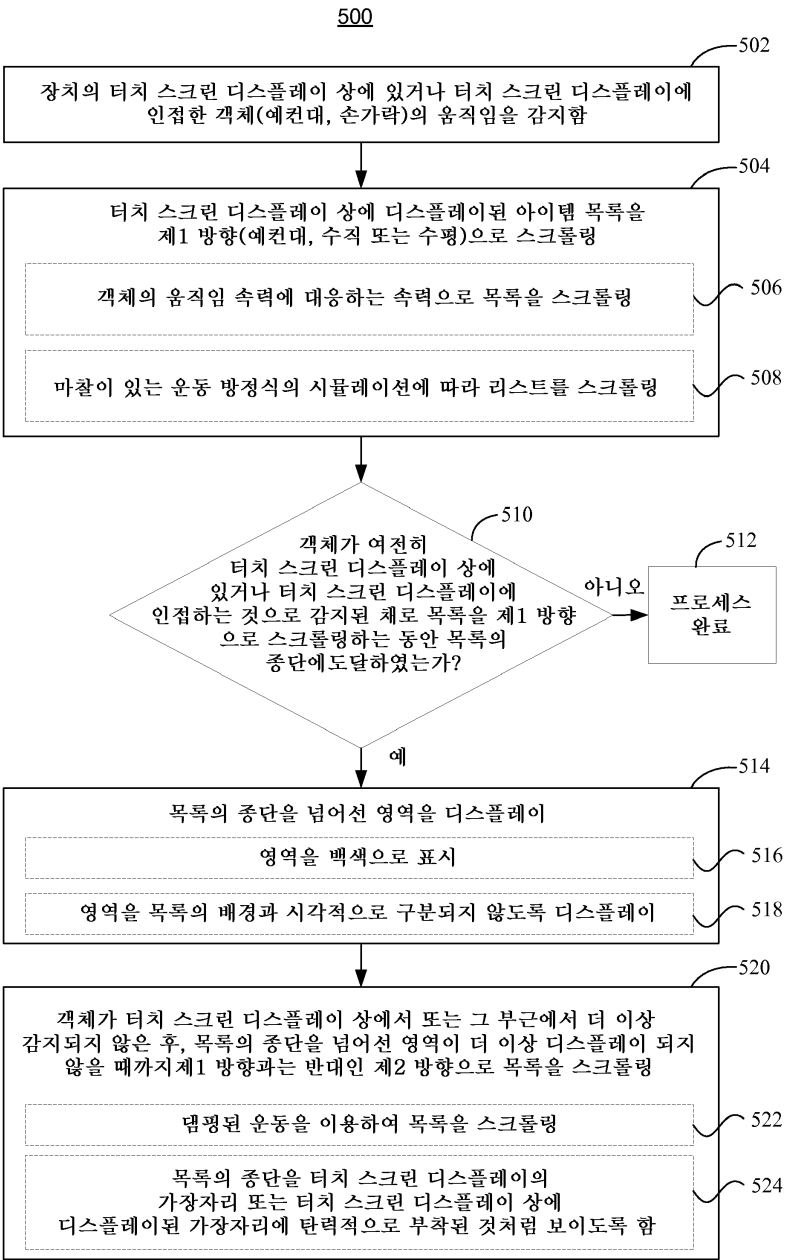 500
502
장치의 터치 스크린 디스플레이 상에 있거나 터치 스크린 디스플레이에
인접한 객체(예컨대, 손가락)의 움직임을 감지함
504
터치 스크린 디스플레이 상에 디스플레이된 아이템 목록을
제1 방향(예컨대, 수직 또는 수평)으로 스크롤링
객체의 움직임 속력에 대응하는 속력으로 목록을 스크롤링
506
마찰이 있는 운동 방정식의 시뮬레이션에 따라 리스트를 스크롤링
508
510
객체가 여전히
터치 스크린 디스플레이 상에
있거나 터치 스크린 디스플레이에
인접하는 것으로 감지된 채로 목록을 제1 방향
으로 스크롤링하는 동안 목록의
종단에도달하였는가?
아니오
512
프로세스
완료
예
514
목록의 종단을 넘어선 영역을 디스플레이
영역을 백색으로 표시
516
영역을 목록의 배경과 시각적으로 구분되지 않도록 디스플레이
518
520
객체가 터치 스크린 디스플레이 상에서 또는 그 부근에서 더 이상
감지되지 않은 후, 목록의 종단을 넘어선 영역이 더 이상 디스플레이 되지
않을 때까지제1 방향과는 반대인 제2 방향으로 목록을 스크롤링
댐핑된 운동을 이용하여 목록을 스크롤링
522
목록의 종단을 터치 스크린 디스플레이의
가장자리 또는 터치 스크린 디스플레이 상에
디스플레이된 가장자리에 탄력적으로 부착된 것처럼 보이도록 함
524